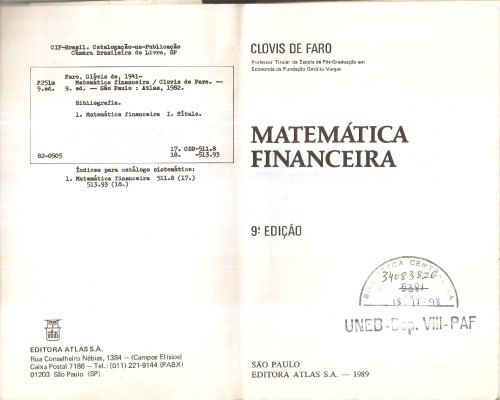 CIP-Brasil. Catalogação-na-Publicação
Câmara Brasileira do Livro, SP
Faro, Clóvis de, 1941-
F251m Matemática financeira / Clovis de Faro. --
9.ed. 9. ed. -- São Paulo : Atlas, 1982.
Bibliografia.
1. Matemática financeira I. Título.
17. CDD-511.8
82-0505 18. -513.93
Índices para catálogo sistemático:
1. Matemática financeira 511.8 (17.)
513.93 (18.)
atlas
EDITORA ATLAS S.A.
Rua Conselheiro Nébias, 1384 – (Campos Elísios)
Caixa Postal 7186 – Tel.: (011) 221-9144 (PABX)
01203 São Paulo (SP)
CLOVIS DE FARO
Professor Titular da Escola de Pós-Graduação em
Economia da Fundação Getúlio Vargas
MATEMÁTICA
FINANCEIRA
9ª EDIÇÃO
BIBLIOTECA CENTRAL
34083826
5381
18-11-98
UNEB-Dep. VIII-PAF
SÃO PAULO
EDITORA ATLAS S.A. — 1989